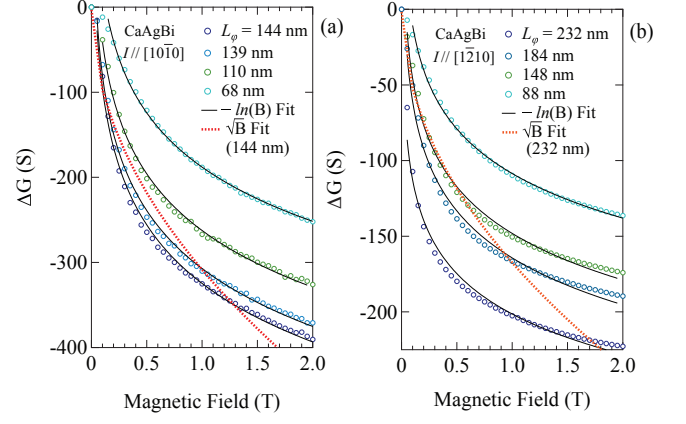 (a)
CaAgBi
I // [101̄0]
L_φ = 144 nm
139 nm
110 nm
68 nm
− ln(B) Fit
√B Fit
(144 nm)
ΔG (S)
0
-100
-200
-300
-400
0
0.5
1.0
1.5
2.0
Magnetic Field (T)
(b)
CaAgBi
I // [12̄10]
L_φ = 232 nm
184 nm
148 nm
88 nm
− ln(B) Fit
√B Fit
(232 nm)
ΔG (S)
0
-50
-100
-150
-200
0
0.5
1.0
1.5
2.0
Magnetic Field (T)